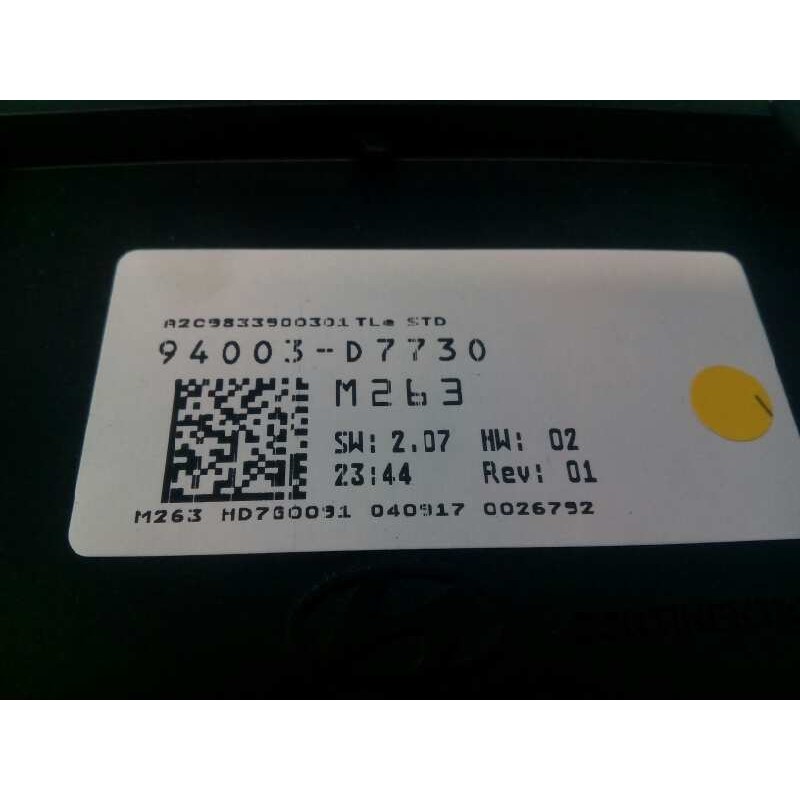 A2C9833900301 TLe STD
94003-D7730
M263
SW: 2.07 HW: 02
23:44 Rev: 01
M263 HD7G0091 040917 0026792